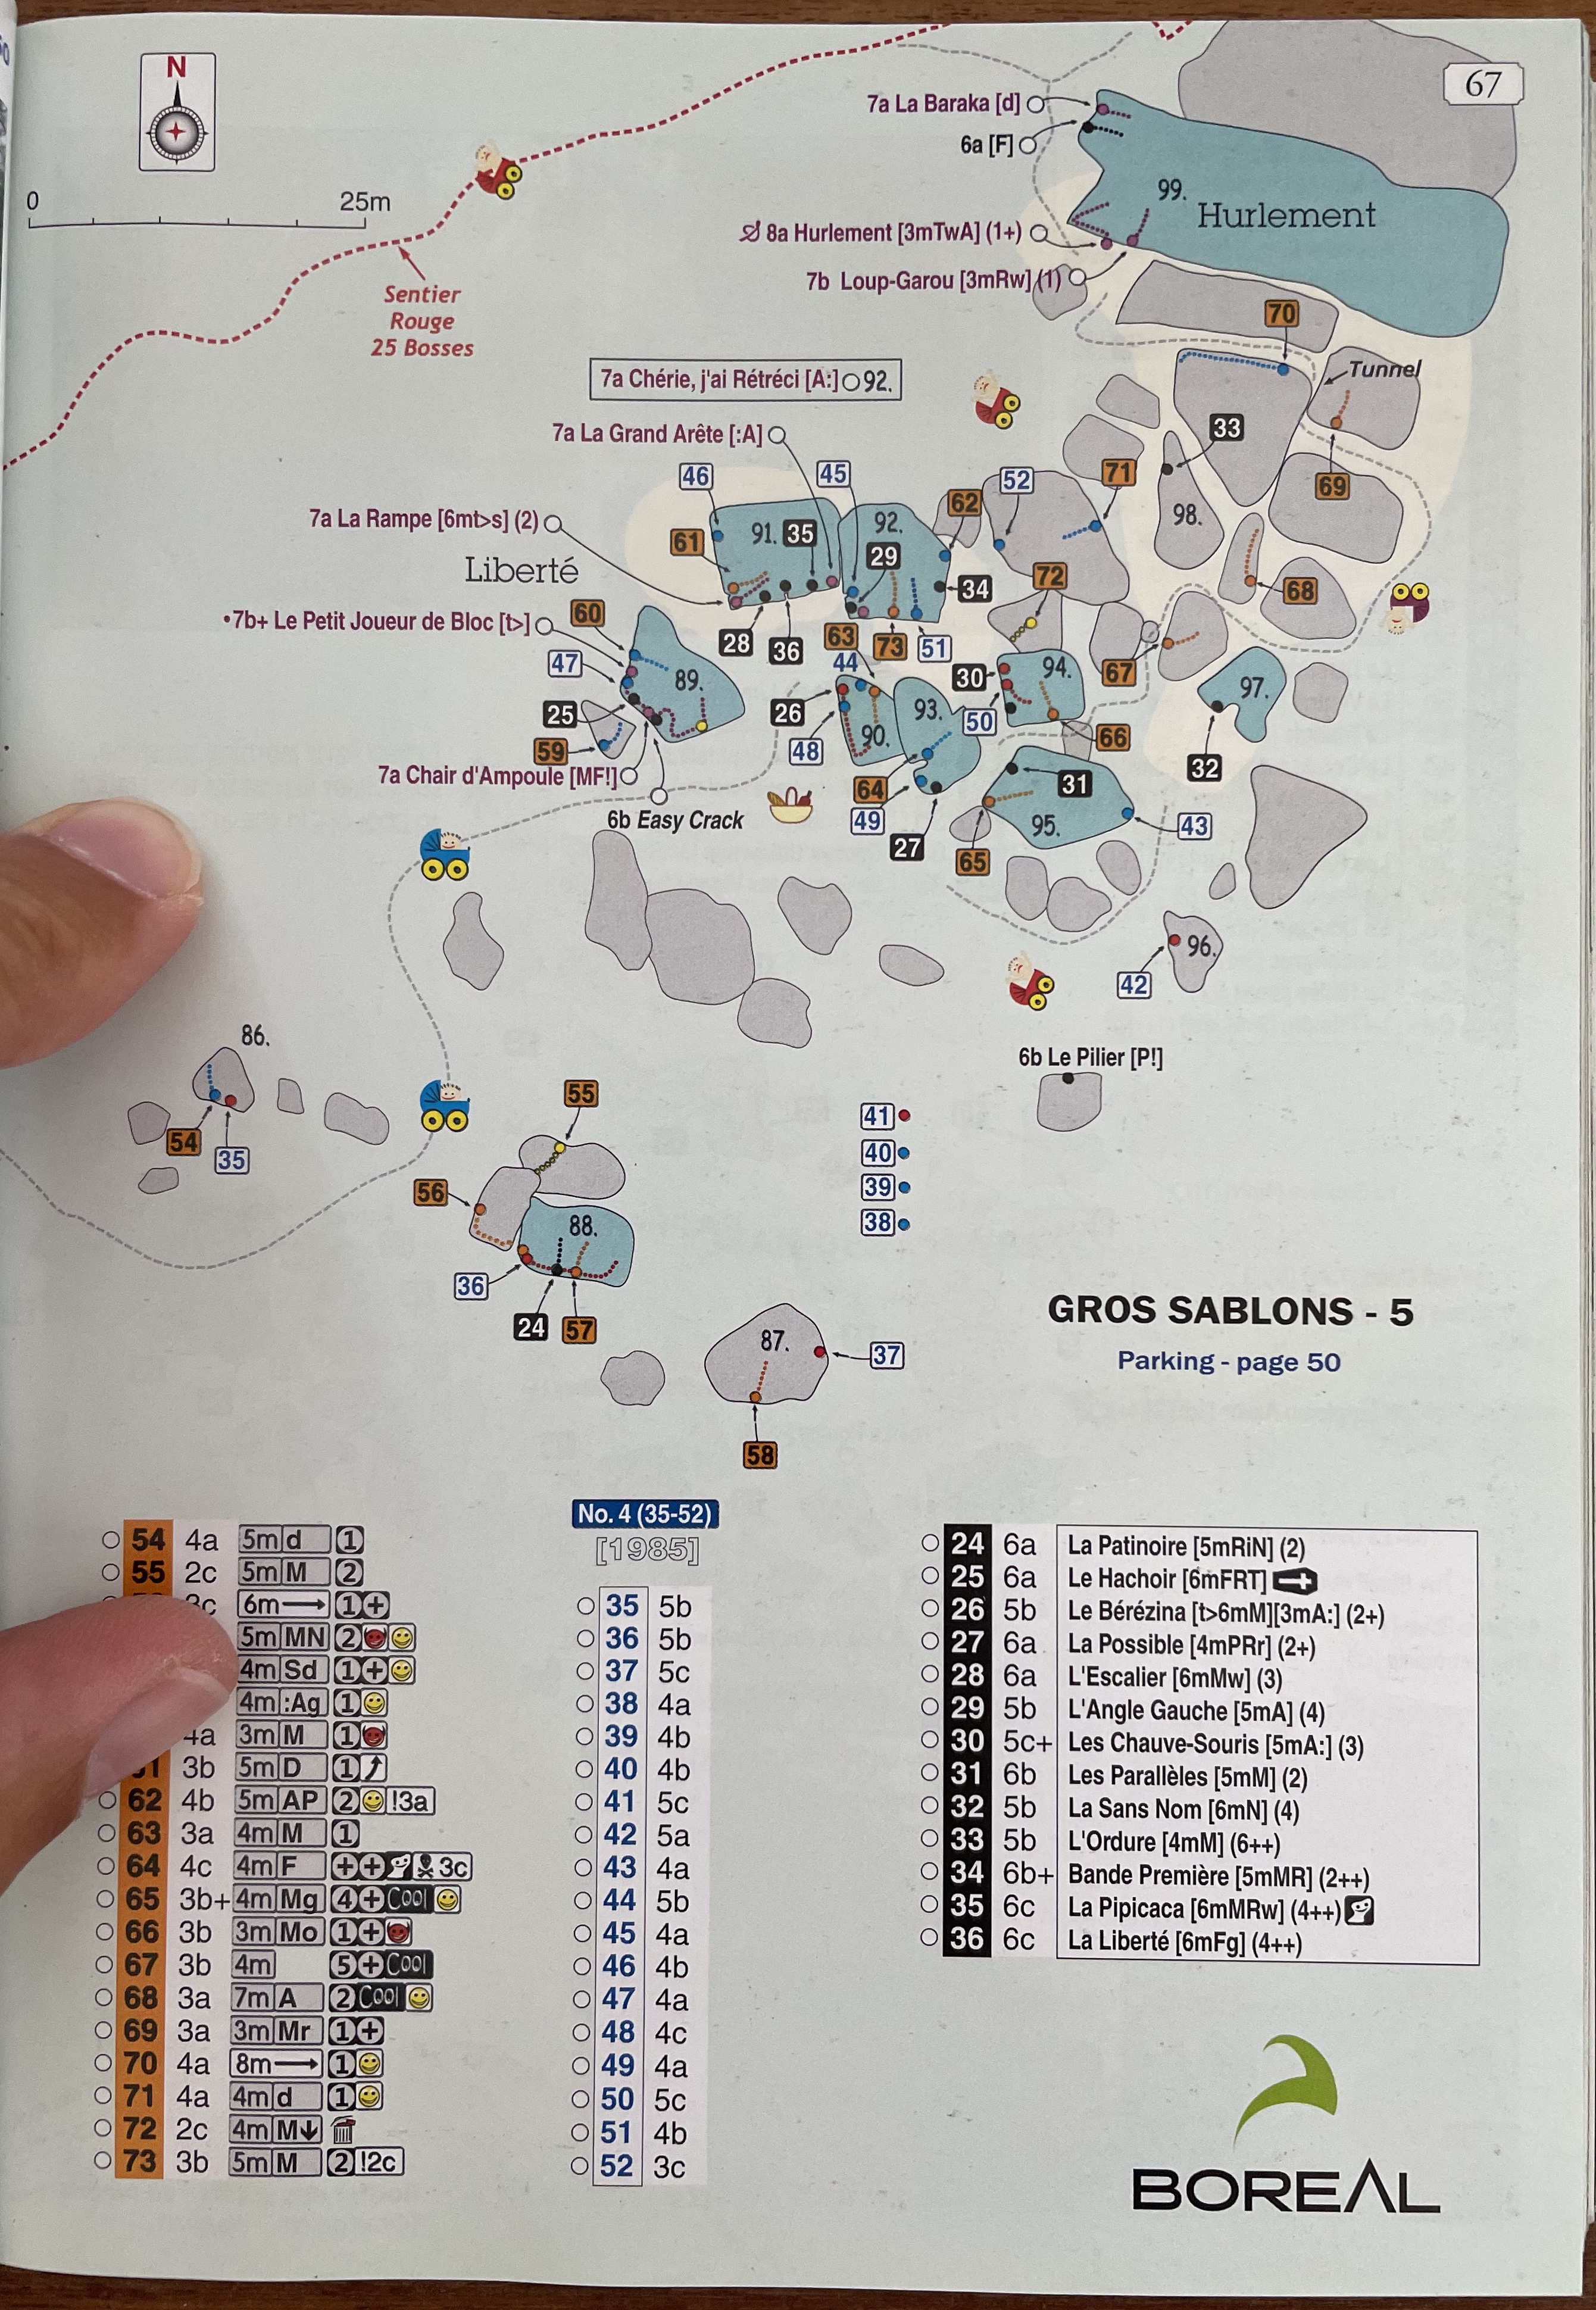 67
N
0 25m
Sentier
Rouge
25 Bosses
7a La Baraka [d]
6a [F]
99.
Hurlement
8a Hurlement [3mTwA] (1+)
7b Loup-Garou [3mRw] (1)
70
Tunnel
7a Chérie, j'ai Rétréci [A:] 92.
33
7a La Grand Arête [:A]
46
45
52
71
69
62
98.
7a La Rampe [6mt>s] (2)
61
91.
35
92.
29
Liberté
34
72
68
•7b+ Le Petit Joueur de Bloc [t>]
60
28
36
63
73
51
47
44
30
94.
67
89.
97.
25
26
93.
50
59
48
90.
66
32
7a Chair d'Ampoule [MF!]
64
31
6b Easy Crack
49
95.
43
27
65
96.
42
86.
6b Le Pilier [P!]
55
41
54
35
40
56
39
88.
38
36
24
57
GROS SABLONS - 5
87.
37
Parking - page 50
58
54 4a 5m d 1
55 2c 5m M 2
3c 6m 1 +
5m MN 2
4m Sd 1 +
4m :Ag 1
4a 3m M 1
61 3b 5m D 1
62 4b 5m AP 2 !3a
63 3a 4m M 1
64 4c 4m F + + 3c
65 3b+ 4m Mg 4 + Cool
66 3b 3m Mo 1 +
67 3b 4m 5 + Cool
68 3a 7m A 2 Cool
69 3a 3m Mr 1 +
70 4a 8m 1
71 4a 4m d 1
72 2c 4m M
73 3b 5m M 2 !2c
No. 4 (35-52)
[1985]
35 5b
36 5b
37 5c
38 4a
39 4b
40 4b
41 5c
42 5a
43 4a
44 5b
45 4a
46 4b
47 4a
48 4c
49 4a
50 5c
51 4b
52 3c
24 6a La Patinoire [5mRiN] (2)
25 6a Le Hachoir [6mFRT]
26 5b Le Bérézina [t>6mM][3mA:] (2+)
27 6a La Possible [4mPRr] (2+)
28 6a L'Escalier [6mMw] (3)
29 5b L'Angle Gauche [5mA] (4)
30 5c+ Les Chauve-Souris [5mA:] (3)
31 6b Les Parallèles [5mM] (2)
32 5b La Sans Nom [6mN] (4)
33 5b L'Ordure [4mM] (6++)
34 6b+ Bande Première [5mMR] (2++)
35 6c La Pipicaca [6mMRw] (4++)
36 6c La Liberté [6mFg] (4++)
BOREAL